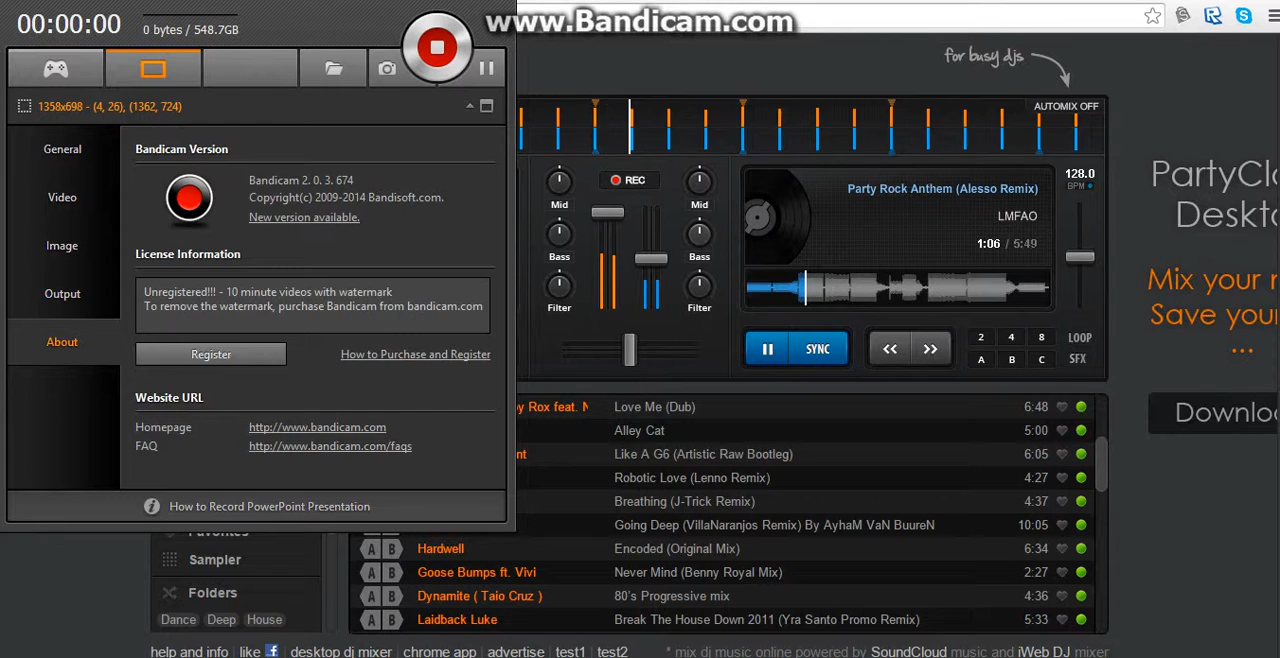 00:00:00
0 bytes / 548.7GB
www.Bandicam.com
for busy djs
1358x698 - (4, 26), (1362, 724)
AUTOMIX OFF
General
Video
Image
Output
About
Bandicam Version
Bandicam 2. 0. 3. 674
Copyright(c) 2009-2014 Bandisoft.com.
New version available.
License Information
Unregistered!!! - 10 minute videos with watermark
To remove the watermark, purchase Bandicam from bandicam.com
Register
How to Purchase and Register
Website URL
Homepage http://www.bandicam.com
FAQ http://www.bandicam.com/faqs
How to Record PowerPoint Presentation
REC
Mid
Bass
Filter
Mid
Bass
Filter
Party Rock Anthem (Alesso Remix)
LMFAO
1:06 / 5:49
128.0
BPM
SYNC
2 4 8 LOOP
A B C SFX
PartyCl
Deskt
Mix your
Save your
...
Downlo
y Rox feat. Love Me (Dub) 6:48
Alley Cat 5:00
nt Like A G6 (Artistic Raw Bootleg) 6:05
Robotic Love (Lenno Remix) 4:27
Breathing (J-Trick Remix) 4:37
Going Deep (VillaNaranjos Remix) By AyhaM VaN BuureN 10:05
A B Hardwell Encoded (Original Mix) 6:34
A B Goose Bumps ft. Vivi Never Mind (Benny Royal Mix) 2:27
A B Dynamite ( Taio Cruz ) 80's Progressive mix 4:36
A B Laidback Luke Break The House Down 2011 (Yra Santo Promo Remix) 5:33
Favorites
Sampler
Folders
Dance Deep House
help and info like desktop dj mixer chrome app advertise test1 test2 * mix dj music online powered by SoundCloud music and iWeb DJ mixer